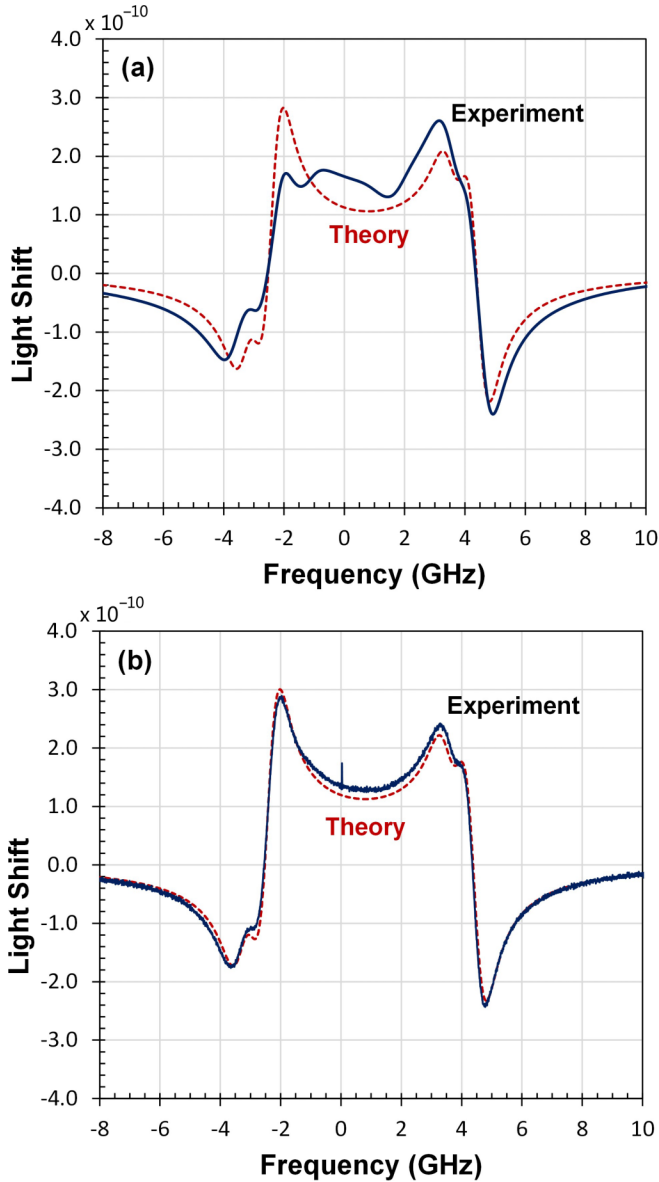 × 10⁻¹⁰
4.0
(a)
3.0
Experiment
2.0
1.0
Theory
0.0
-1.0
-2.0
-3.0
-4.0
Light Shift
-8 -6 -4 -2 0 2 4 6 8 10
Frequency (GHz)
× 10⁻¹⁰
4.0
(b)
3.0
Experiment
2.0
1.0
Theory
0.0
-1.0
-2.0
-3.0
-4.0
Light Shift
-8 -6 -4 -2 0 2 4 6 8 10
Frequency (GHz)